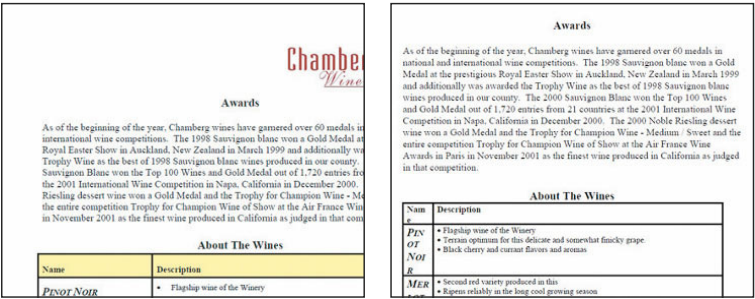 Chamber
Wine
Awards
As of the beginning of the year, Chamberg wines have garnered over 60 medals in
international wine competitions. The 1998 Sauvignon blanc won a Gold Medal at
Royal Easter Show in Auckland, New Zealand in March 1999 and additionally wa
Trophy Wine as the best of 1998 Sauvignon blanc wines produced in our county.
Sauvignon Blanc won the Top 100 Wines and Gold Medal out of 1,720 entries fro
the 2001 International Wine Competition in Napa, California in December 2000.
Riesling dessert wine won a Gold Medal and the Trophy for Champion Wine - Me
the entire competition Trophy for Champion Wine of Show at the Air France Win
in November 2001 as the finest wine produced in California as judged in that com
About The Wines
Name Description
PINOT NOIR • Flagship wine of the Winery
Awards
As of the beginning of the year, Chamberg wines have garnered over 60 medals in
national and international wine competitions. The 1998 Sauvignon blanc won a Gold
Medal at the prestigious Royal Easter Show in Auckland, New Zealand in March 1999
and additionally was awarded the Trophy Wine as the best of 1998 Sauvignon blanc
wines produced in our county. The 2000 Sauvignon Blanc won the Top 100 Wines
and Gold Medal out of 1,720 entries from 21 countries at the 2001 International Wine
Competition in Napa, California in December 2000. The 2000 Noble Riesling dessert
wine won a Gold Medal and the Trophy for Champion Wine - Medium / Sweet and the
entire competition Trophy for Champion Wine of Show at the Air France Wine
Awards in Paris in November 2001 as the finest wine produced in California as judged
in that competition.
About The Wines
Nam Description
e
PIN • Flagship wine of the Winery
OT • Terrain optimum for this delicate and somewhat finicky grape
NOI • Black cherry and currant flavors and aromas
R
MER • Second red variety produced in this
• Ripens reliably in the long cool growing season